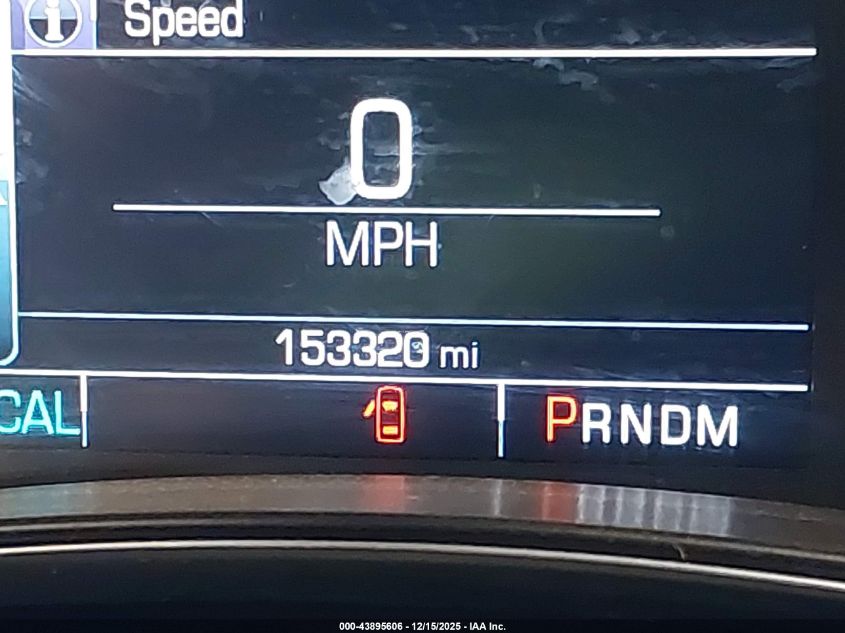 Speed
0
MPH
153320 mi
CAL
PRNDM
000-43895606 - 12/15/2025 - IAA Inc.